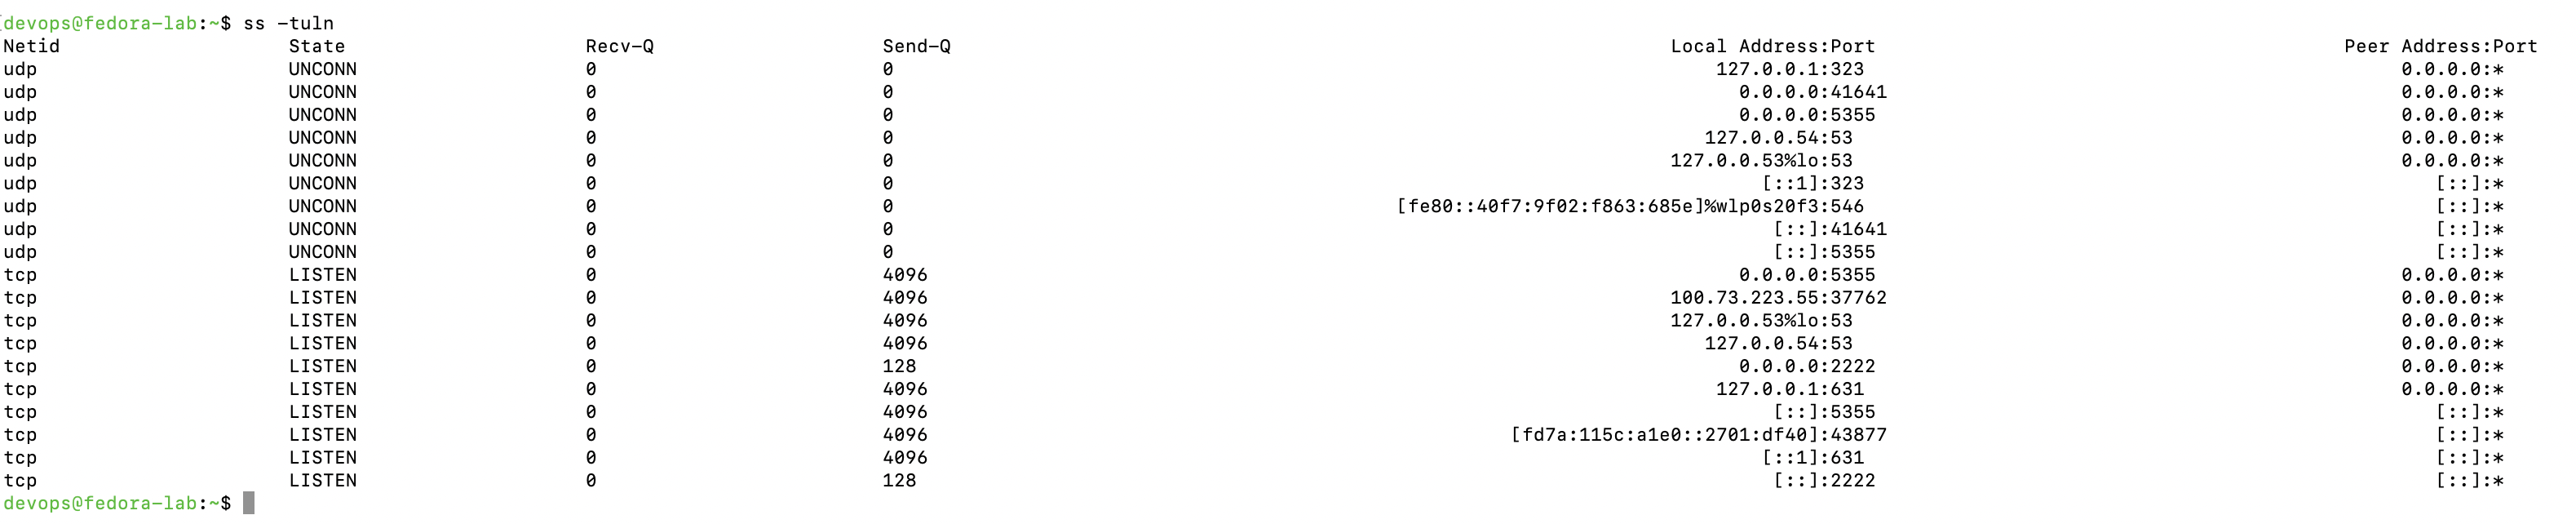 [devops@fedora-lab:~$ ss -tuln
Netid State Recv-Q Send-Q Local Address:Port Peer Address:Port
udp UNCONN 0 0 127.0.0.1:323 0.0.0.0:*
udp UNCONN 0 0 0.0.0.0:41641 0.0.0.0:*
udp UNCONN 0 0 0.0.0.0:5355 0.0.0.0:*
udp UNCONN 0 0 127.0.0.54:53 0.0.0.0:*
udp UNCONN 0 0 127.0.0.53%lo:53 0.0.0.0:*
udp UNCONN 0 0 [::1]:323 [::]:*
udp UNCONN 0 0 [fe80::40f7:9f02:f863:685e]%wlp0s20f3:546 [::]:*
udp UNCONN 0 0 [::]:41641 [::]:*
udp UNCONN 0 0 [::]:5355 [::]:*
tcp LISTEN 0 4096 0.0.0.0:5355 0.0.0.0:*
tcp LISTEN 0 4096 100.73.223.55:37762 0.0.0.0:*
tcp LISTEN 0 4096 127.0.0.53%lo:53 0.0.0.0:*
tcp LISTEN 0 4096 127.0.0.54:53 0.0.0.0:*
tcp LISTEN 0 128 0.0.0.0:2222 0.0.0.0:*
tcp LISTEN 0 4096 127.0.0.1:631 0.0.0.0:*
tcp LISTEN 0 4096 [::]:5355 [::]:*
tcp LISTEN 0 4096 [fd7a:115c:a1e0::2701:df40]:43877 [::]:*
tcp LISTEN 0 4096 [::1]:631 [::]:*
tcp LISTEN 0 128 [::]:2222 [::]:*
devops@fedora-lab:~$